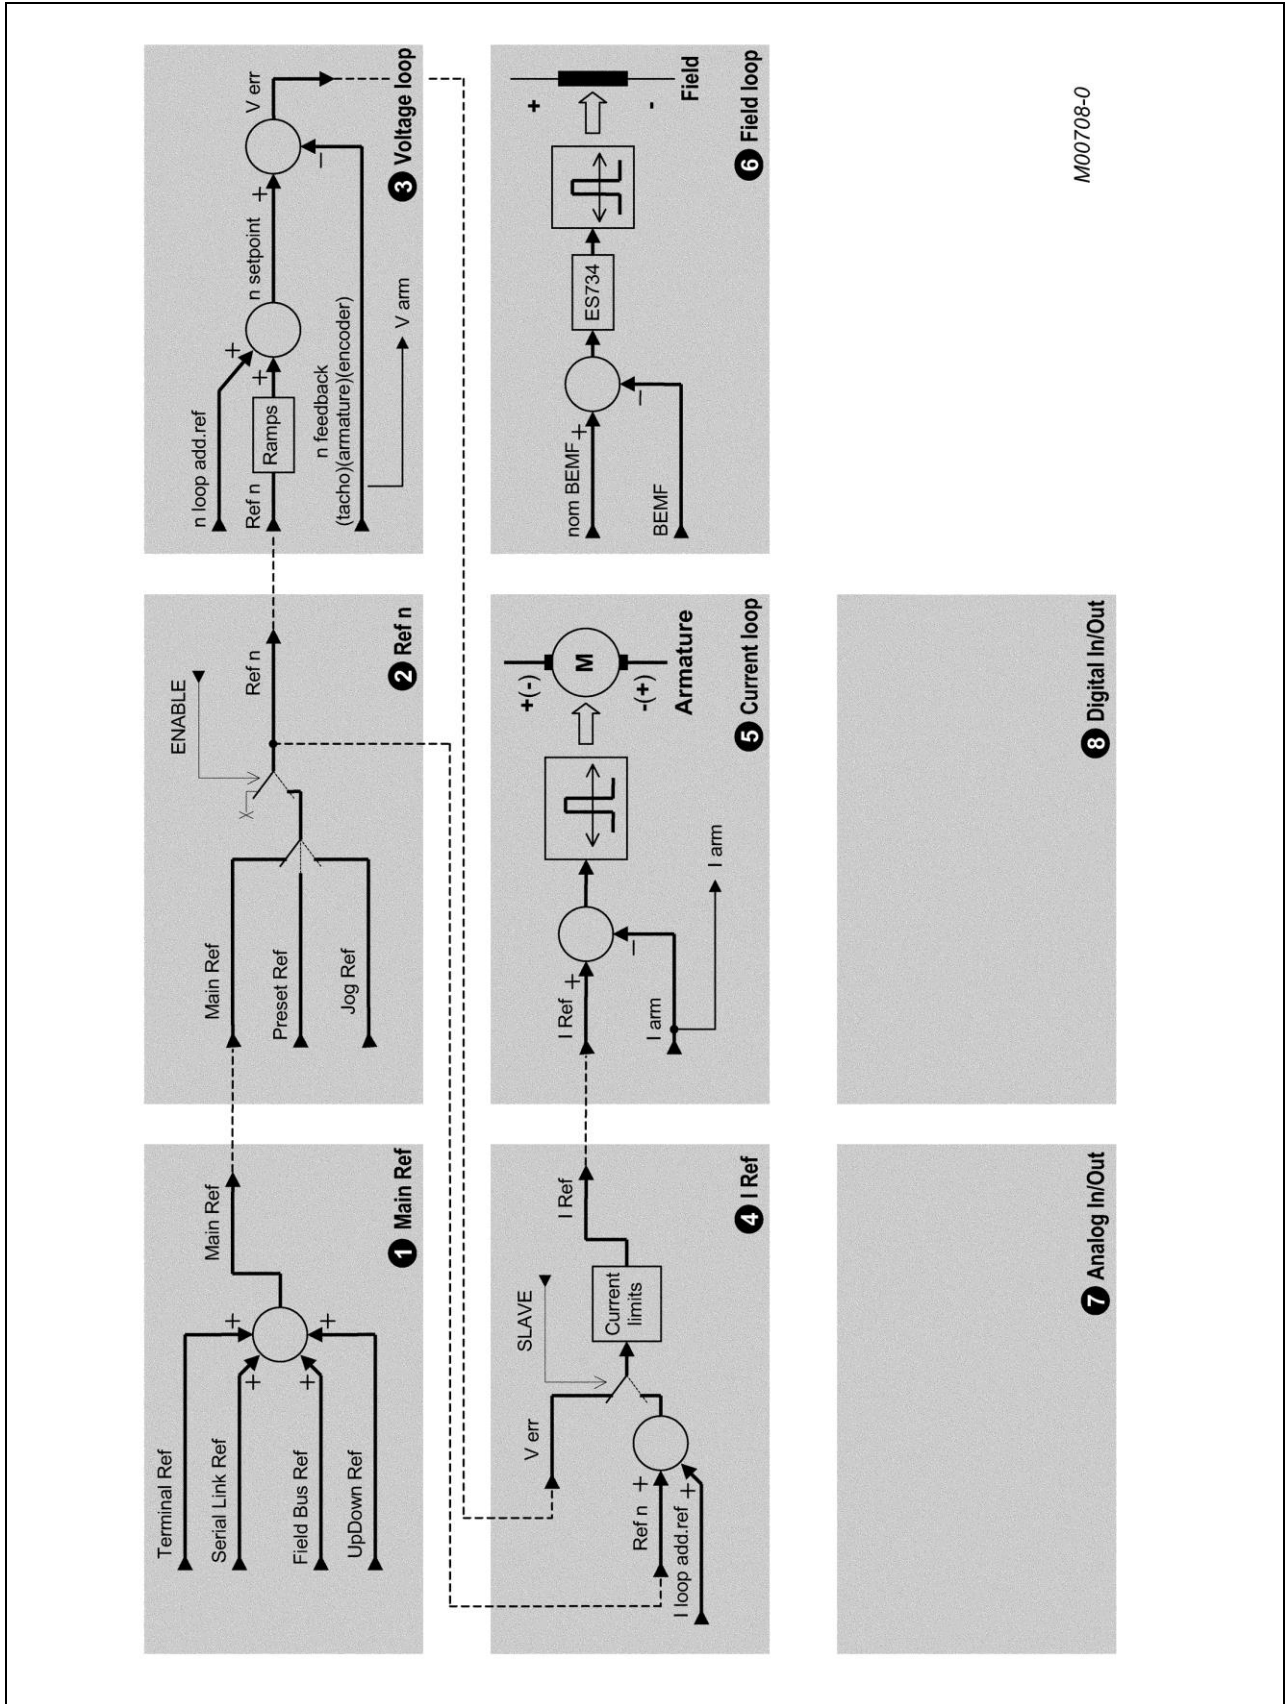 Terminal Ref
Serial Link Ref
Field Bus Ref
UpDown Ref
+
+
+
+
Main Ref
1 Main Ref
Main Ref
Preset Ref
Jog Ref
X
ENABLE
Ref n
2 Ref n
n loop add.ref
Ref n
Ramps
+
+
n setpoint
+
−
V err
n feedback
(tacho)(armature)(encoder)
V arm
3 Voltage loop
V err
SLAVE
Ref n
+
I loop add.ref
+
Current
limits
I Ref
4 I Ref
I Ref
+
−
I arm
I arm
+(-)
M
-(+)
Armature
5 Current loop
nom BEMF
+
−
BEMF
ES734
+
-
Field
6 Field loop
7 Analog In/Out
8 Digital In/Out
M00708-0